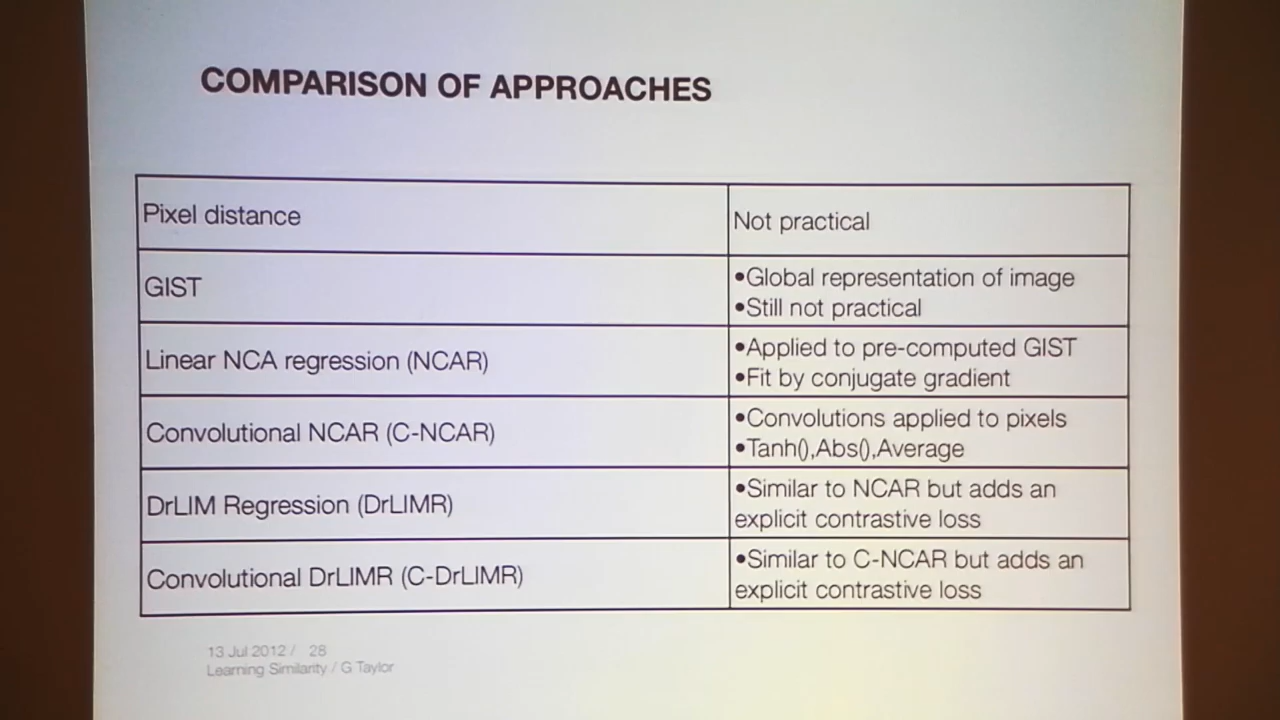 COMPARISON OF APPROACHES
Pixel distance
Not practical
GIST
•Global representation of image
•Still not practical
Linear NCA regression (NCAR)
•Applied to pre-computed GIST
•Fit by conjugate gradient
Convolutional NCAR (C-NCAR)
•Convolutions applied to pixels
•Tanh(),Abs(),Average
DrLIM Regression (DrLIMR)
•Similar to NCAR but adds an
explicit contrastive loss
Convolutional DrLIMR (C-DrLIMR)
•Similar to C-NCAR but adds an
explicit contrastive loss
13 Jul 2012 / 28
Learning Similarity / G Taylor